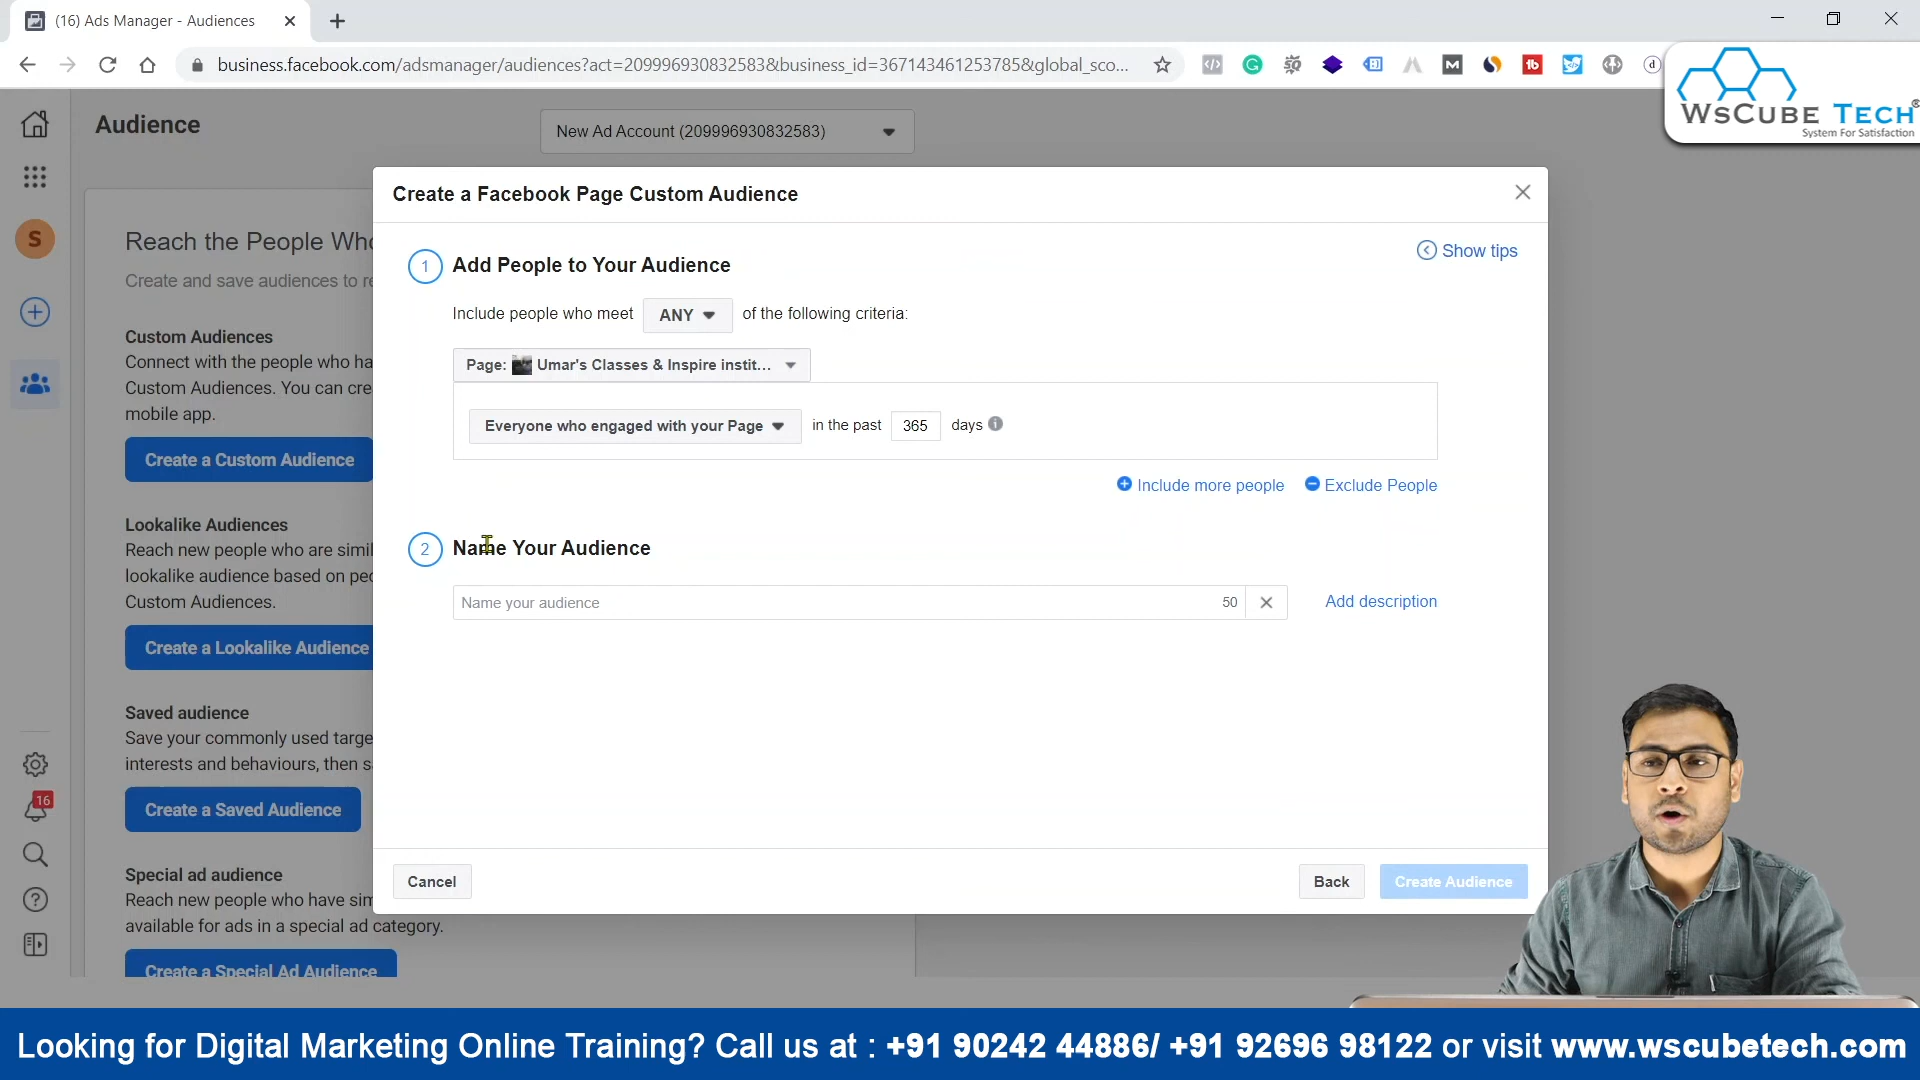 (16) Ads Manager - Audiences
business.facebook.com/adsmanager/audiences?act=209996930832583&business_id=367143461253785&global_sco...
WsCube Tech®
System For Satisfaction
Audience
New Ad Account (209996930832583)
S
Reach the People Who
Create and save audiences to re
Custom Audiences
Connect with the people who ha
Custom Audiences. You can cre
mobile app.
Create a Custom Audience
Lookalike Audiences
Reach new people who are simil
lookalike audience based on peo
Custom Audiences.
Create a Lookalike Audience
Saved audience
Save your commonly used targe
interests and behaviours, then s
Create a Saved Audience
16
Special ad audience
Reach new people who have sim
available for ads in a special ad category.
Create a Special Ad Audience
Create a Facebook Page Custom Audience
Show tips
1 Add People to Your Audience
Include people who meet ANY of the following criteria:
Page: Umar's Classes & Inspire instit...
Everyone who engaged with your Page in the past 365 days
Include more people Exclude People
2 Name Your Audience
Name your audience 50 Add description
Cancel Back Create Audience
Looking for Digital Marketing Online Training? Call us at : +91 90242 44886/ +91 92696 98122 or visit www.wscubetech.com